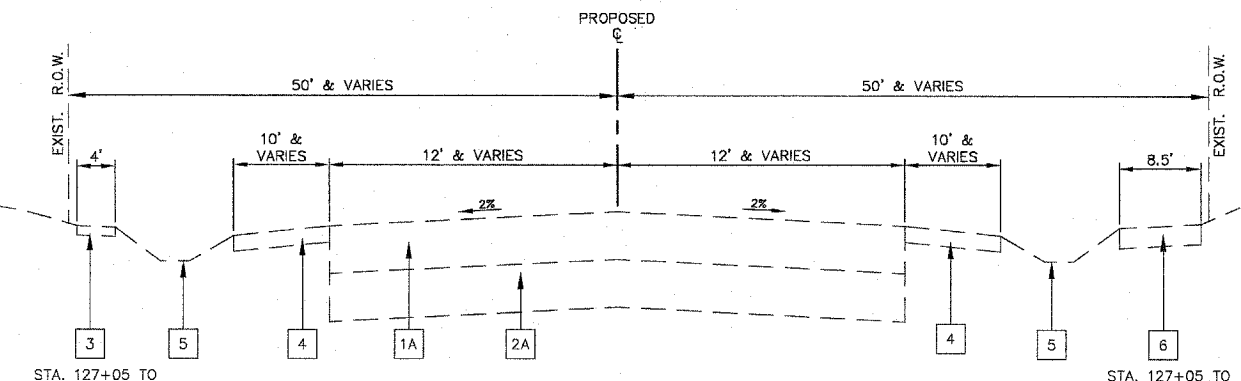 PROPOSED
℄
EXIST. R.O.W.
50' & VARIES
50' & VARIES
EXIST. R.O.W.
4'
10' &
VARIES
12' & VARIES
12' & VARIES
10' &
VARIES
8.5'
2%
2%
3
5
4
1A
2A
4
5
6
STA. 127+05 TO
STA. 127+05 TO